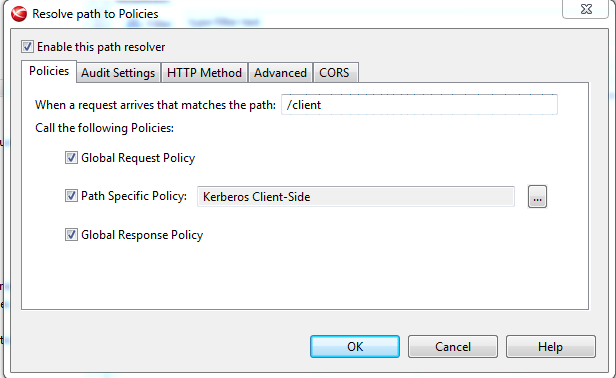 Resolve path to Policies
Enable this path resolver
Policies Audit Settings HTTP Method Advanced CORS
When a request arrives that matches the path: /client
Call the following Policies:
Global Request Policy
Path Specific Policy: Kerberos Client-Side ...
Global Response Policy
OK Cancel Help